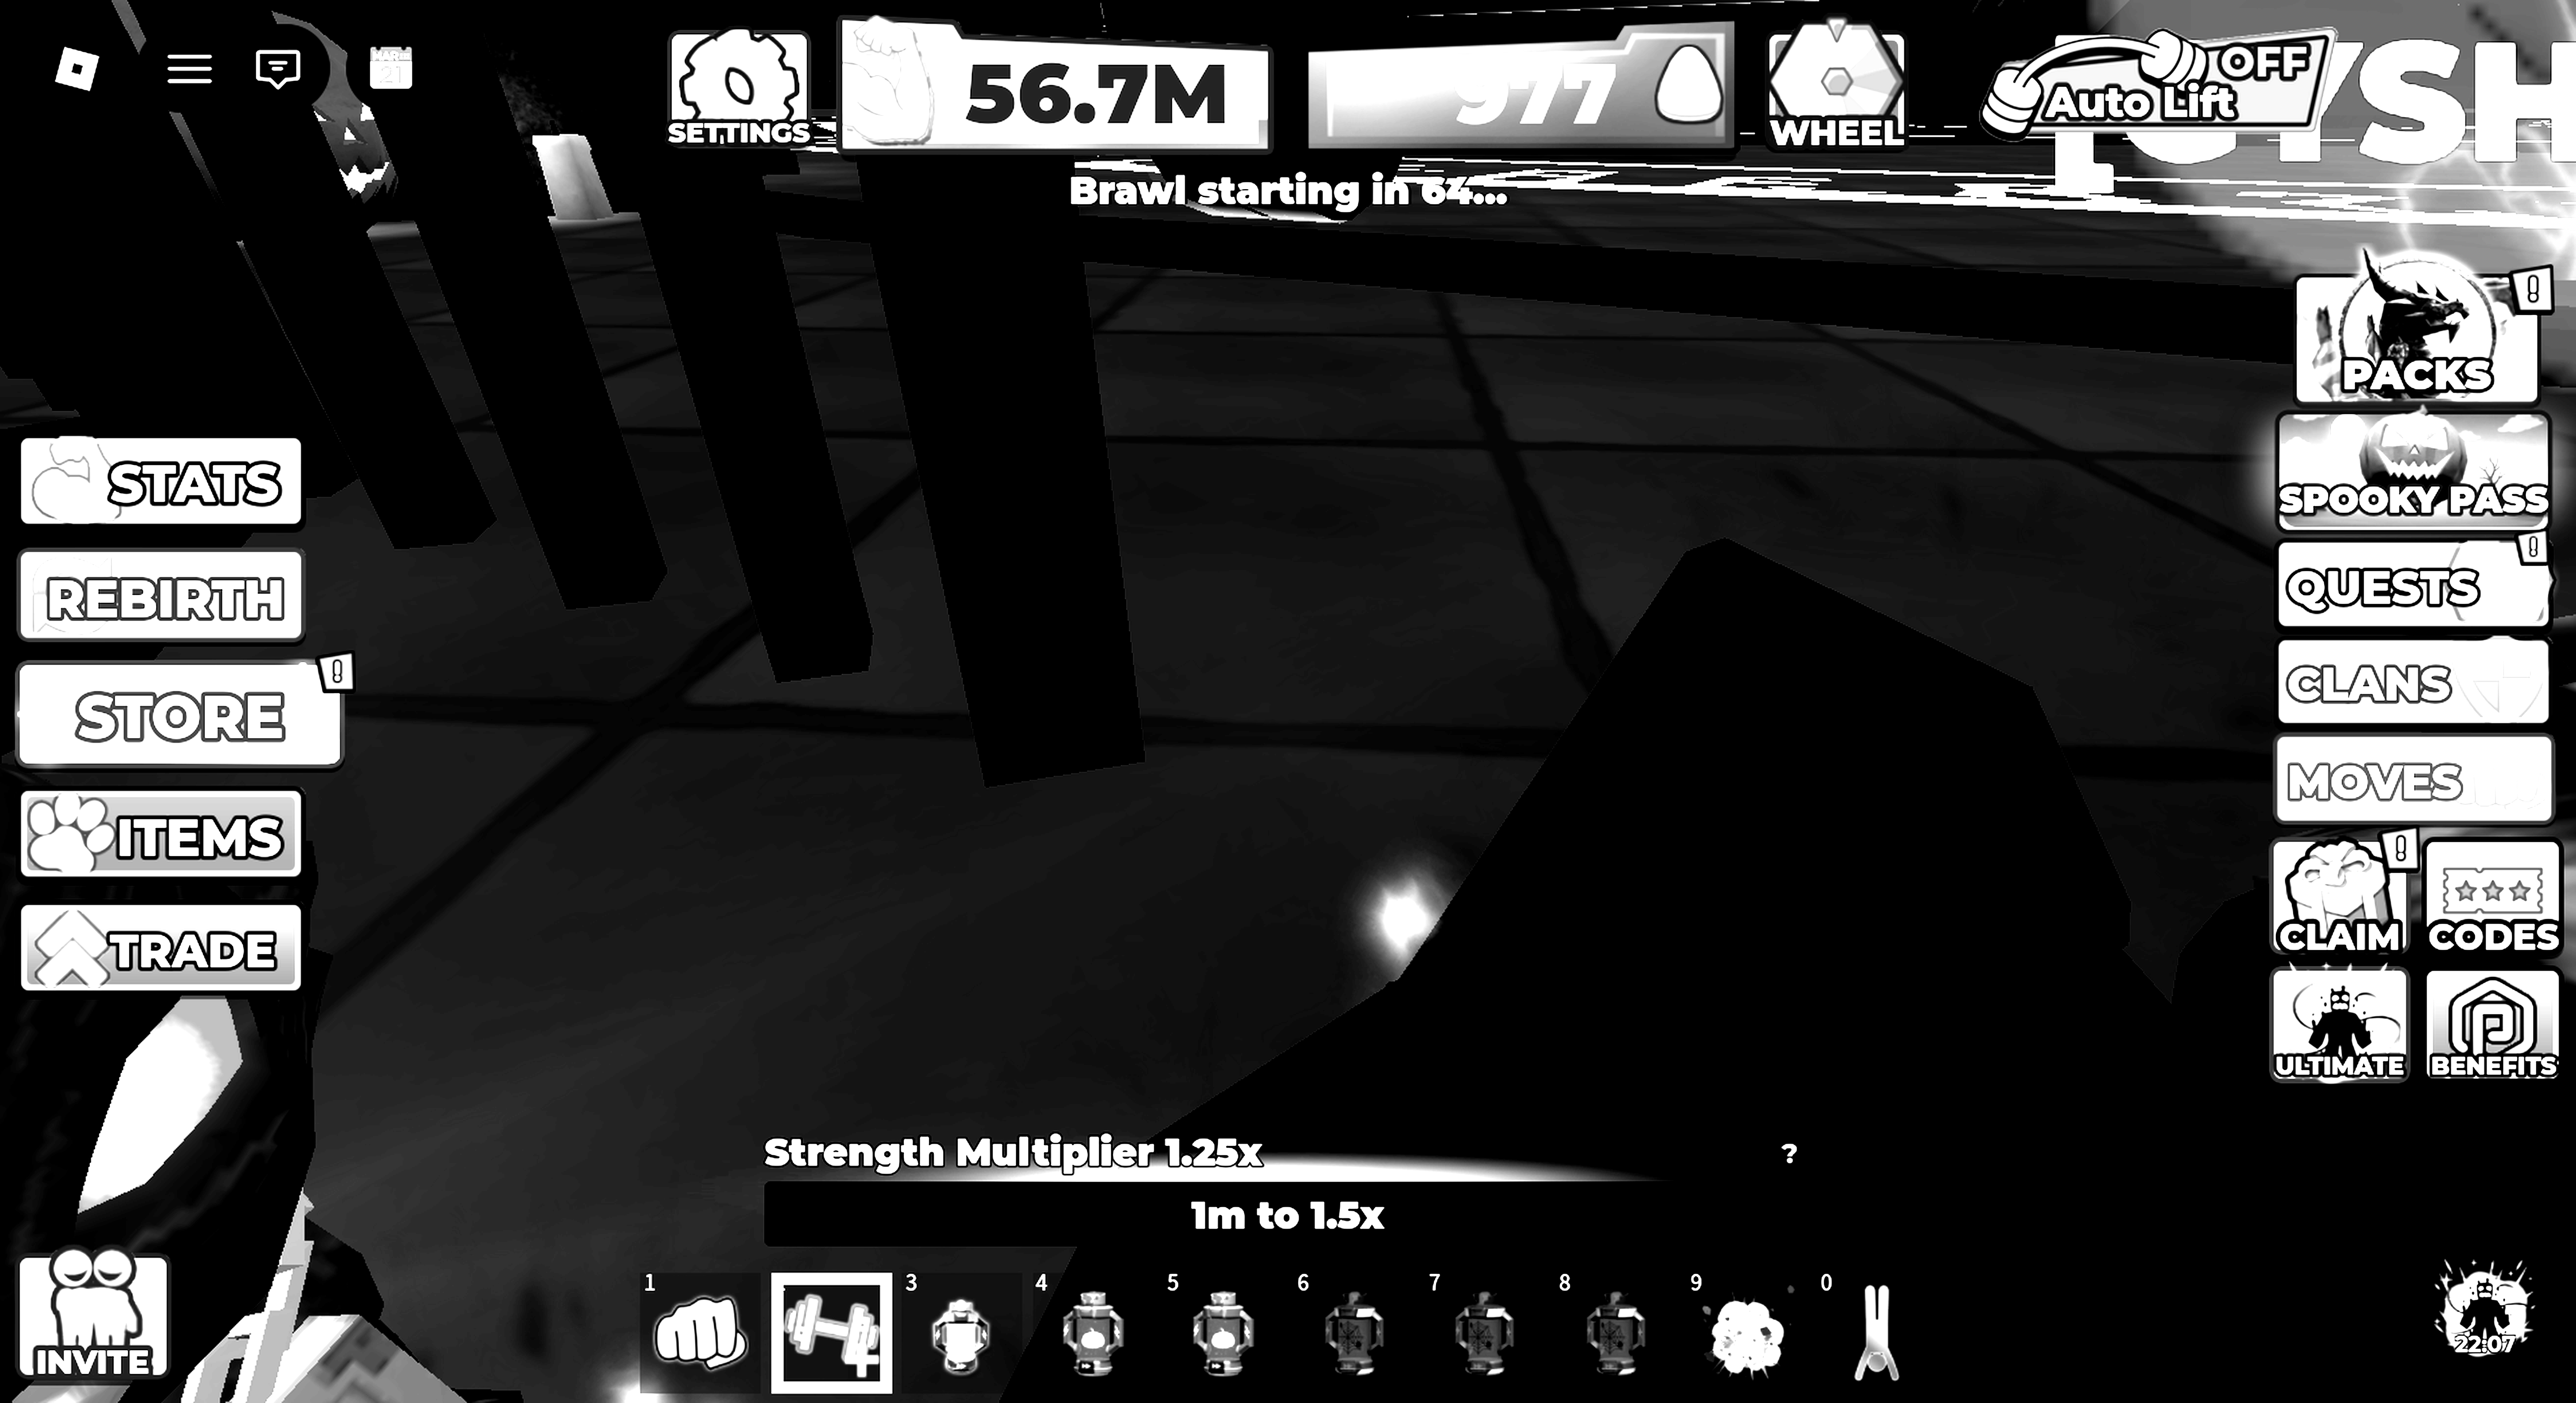 SETTINGS
56.7M
977
WHEEL
OFF
Auto Lift
Brawl starting in 64...
PACKS
SPOOKY PASS
QUESTS
CLANS
MOVES
CLAIM
CODES
ULTIMATE
BENEFITS
STATS
REBIRTH
STORE
ITEMS
TRADE
INVITE
Strength Multiplier 1.25x
?
1m to 1.5x
1
3
4
5
6
7
8
9
0
22:07